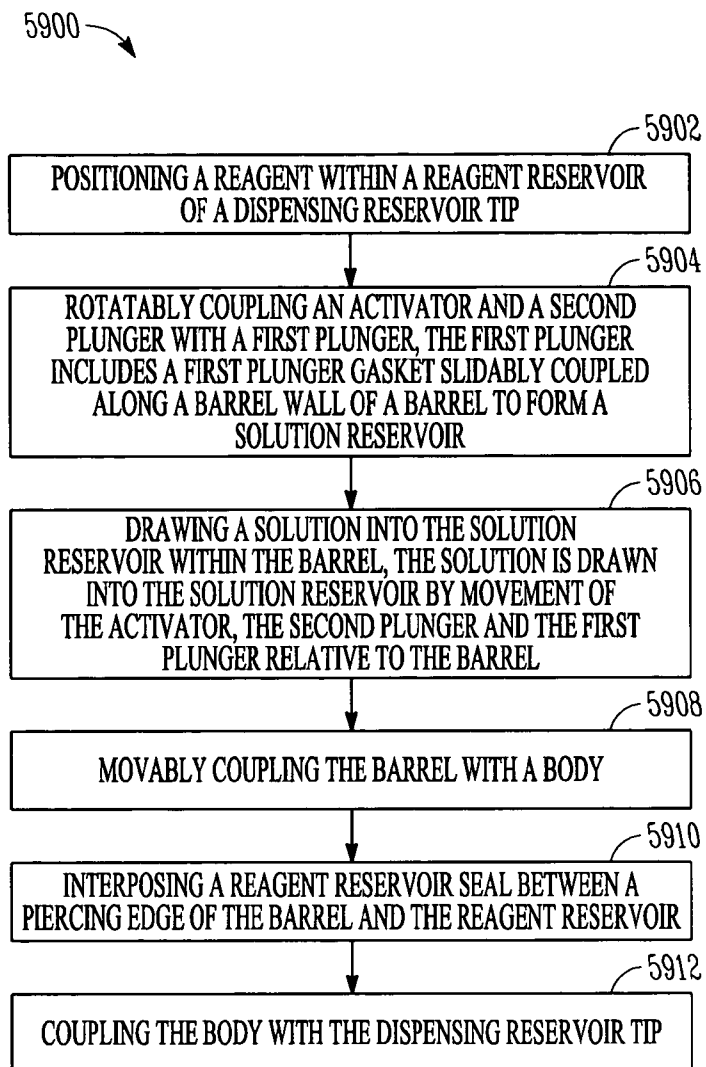 5900
5902
POSITIONING A REAGENT WITHIN A REAGENT RESERVOIR
OF A DISPENSING RESERVOIR TIP
5904
ROTATABLY COUPLING AN ACTIVATOR AND A SECOND
PLUNGER WITH A FIRST PLUNGER, THE FIRST PLUNGER
INCLUDES A FIRST PLUNGER GASKET SLIDABLY COUPLED
ALONG A BARREL WALL OF A BARREL TO FORM A
SOLUTION RESERVOIR
5906
DRAWING A SOLUTION INTO THE SOLUTION
RESERVOIR WITHIN THE BARREL, THE SOLUTION IS DRAWN
INTO THE SOLUTION RESERVOIR BY MOVEMENT OF
THE ACTIVATOR, THE SECOND PLUNGER AND THE FIRST
PLUNGER RELATIVE TO THE BARREL
5908
MOVABLY COUPLING THE BARREL WITH A BODY
5910
INTERPOSING A REAGENT RESERVOIR SEAL BETWEEN A
PIERCING EDGE OF THE BARREL AND THE REAGENT RESERVOIR
5912
COUPLING THE BODY WITH THE DISPENSING RESERVOIR TIP